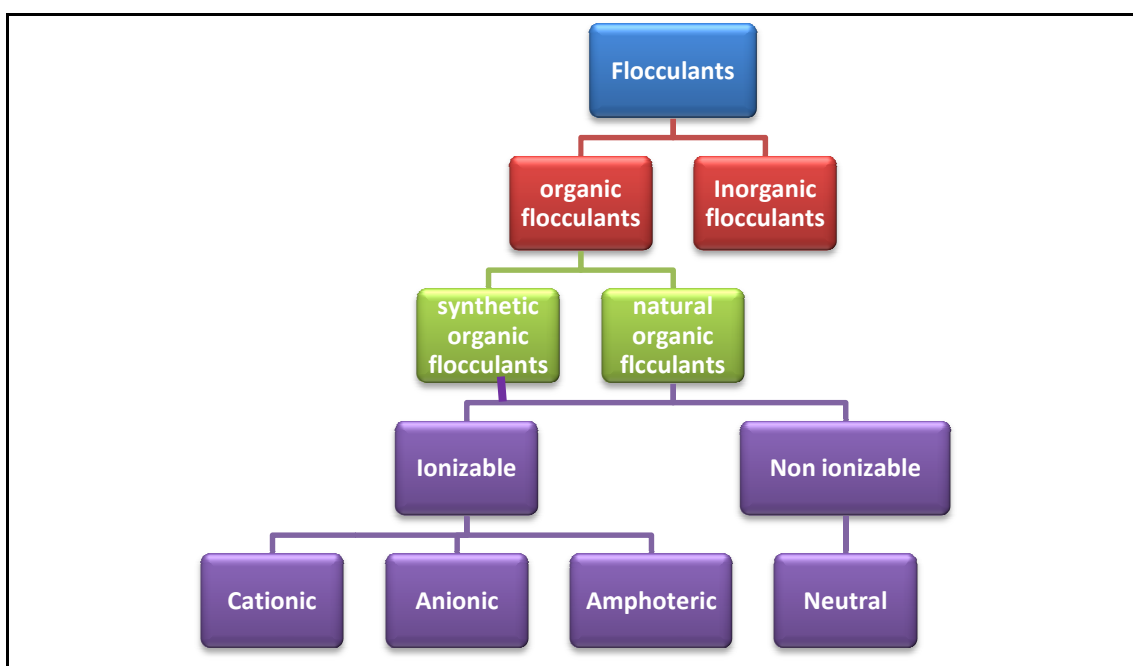 Flocculants
organic
flocculants
Inorganic
flocculants
synthetic
organic
flocculants
natural
organic
flcculants
Ionizable
Non ionizable
Cationic
Anionic
Amphoteric
Neutral